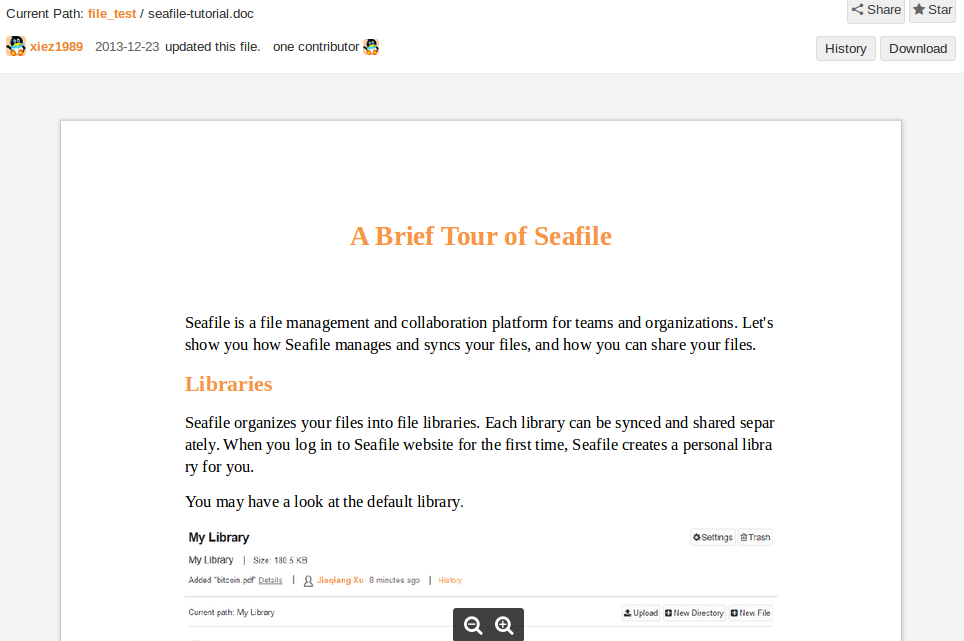 Current Path: file_test / seafile-tutorial.doc
Share
Star
xiez1989 2013-12-23 updated this file. one contributor
History
Download
A Brief Tour of Seafile
Seafile is a file management and collaboration platform for teams and organizations. Let's
show you how Seafile manages and syncs your files, and how you can share your files.
Libraries
Seafile organizes your files into file libraries. Each library can be synced and shared separ
ately. When you log in to Seafile website for the first time, Seafile creates a personal libra
ry for you.
You may have a look at the default library.
My Library
Settings
Trash
My Library | Size: 180.5 KB
Added "bitcoin.pdf" Details | Jiaqiang Xu 8 minutes ago | History
Current path: My Library
Upload
New Directory
New File